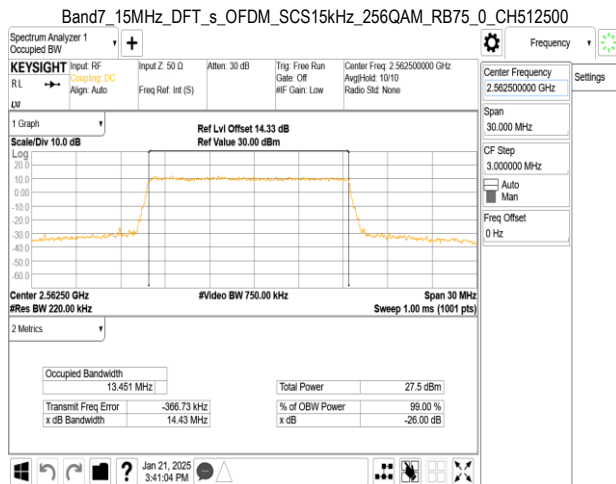 Band7_15MHz_DFT_s_OFDM_SCS15kHz_256QAM_RB75_0_CH512500
Spectrum Analyzer 1
Occupied BW
Frequency
KEYSIGHT
Input: RF
Coupling: DC
Align: Auto
RL
LXI
Input Z: 50 Ω
Freq Ref: Int (S)
Atten: 30 dB
Trig: Free Run
Gate: Off
#IF Gain: Low
Center Freq: 2.562500000 GHz
Avg|Hold: 10/10
Radio Std: None
Center Frequency
2.562500000 GHz
Settings
Span
30.000 MHz
CF Step
3.000000 MHz
Auto
Man
Freq Offset
0 Hz
1 Graph
Scale/Div 10.0 dB
Ref Lvl Offset 14.33 dB
Ref Value 30.00 dBm
Log
20.0
10.0
0.00
-10.0
-20.0
-30.0
-40.0
-50.0
-60.0
Center 2.56250 GHz
#Video BW 750.00 kHz
Span 30 MHz
#Res BW 220.00 kHz
Sweep 1.00 ms (1001 pts)
2 Metrics
Occupied Bandwidth
13.451 MHz
Total Power 27.5 dBm
Transmit Freq Error -366.73 kHz
% of OBW Power 99.00 %
x dB Bandwidth 14.43 MHz
x dB -26.00 dB
Jan 21, 2025
3:41:04 PM